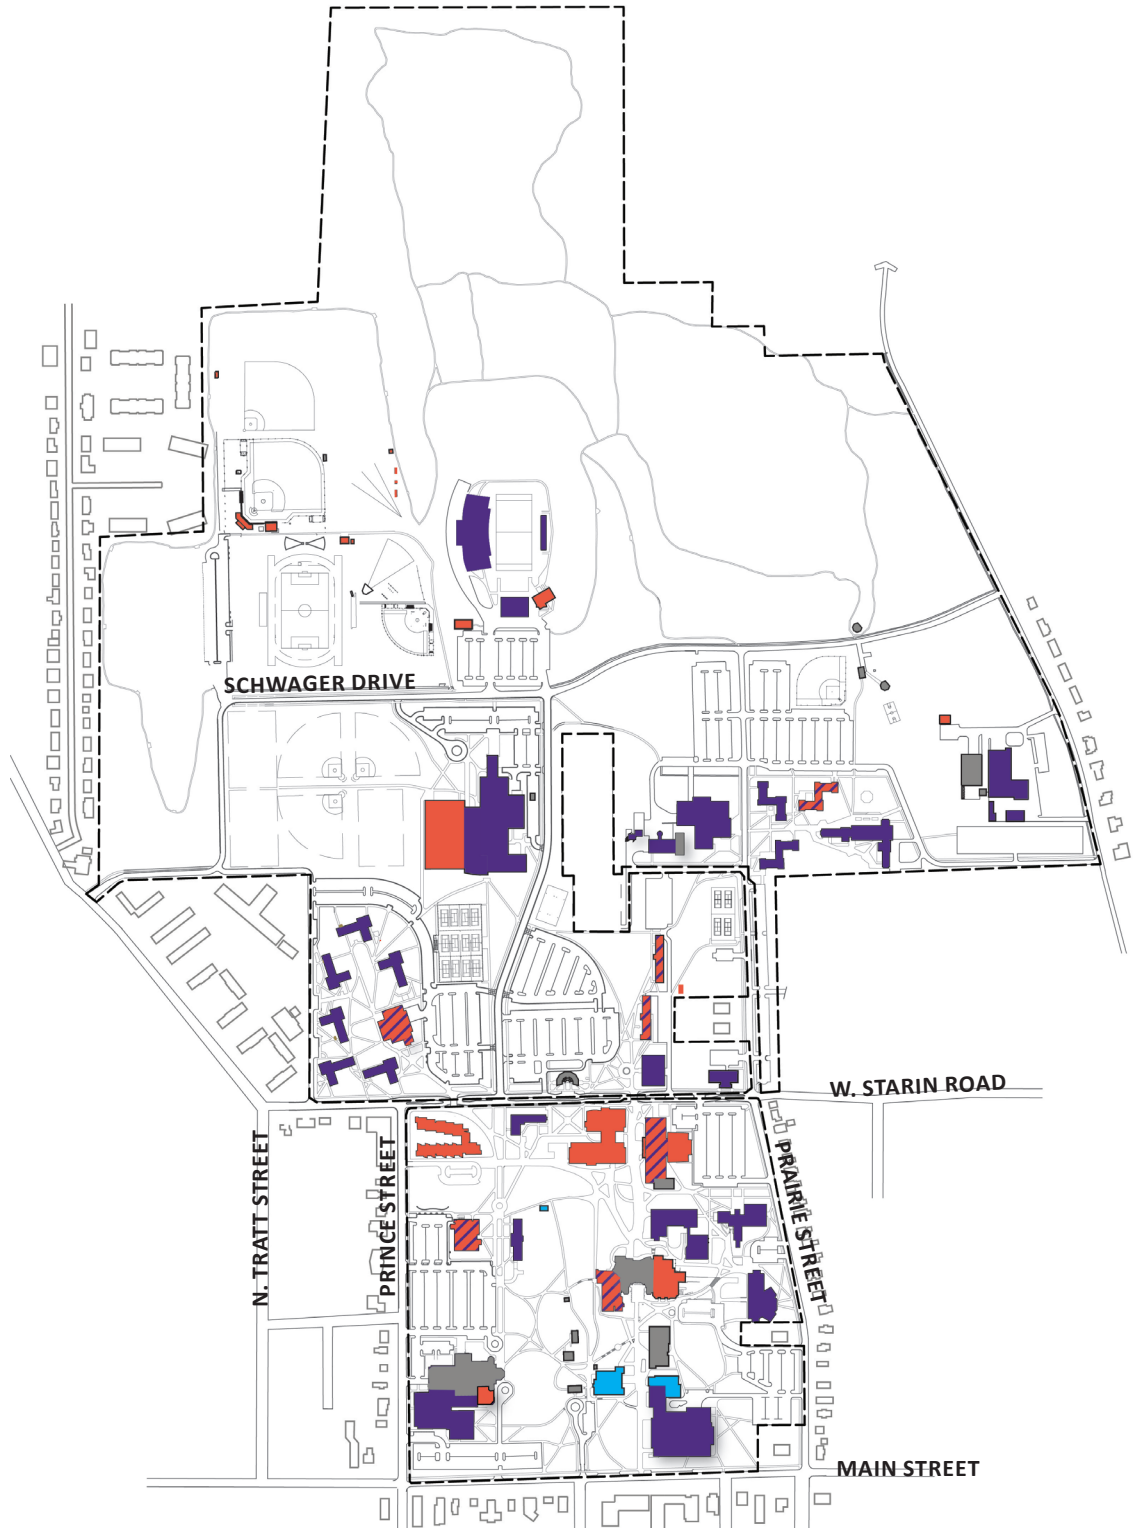 SCHWAGER DRIVE
W. STARIN ROAD
N. TRATT STREET
PRINCE STREET
PRAIRIE STREET
MAIN STREET